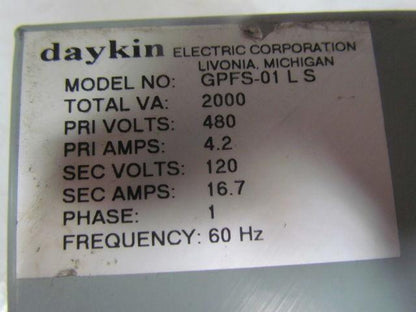 daykin ELECTRIC CORPORATION
LIVONIA, MICHIGAN
MODEL NO: GPFS-01 L S
TOTAL VA: 2000
PRI VOLTS: 480
PRI AMPS: 4.2
SEC VOLTS: 120
SEC AMPS: 16.7
PHASE: 1
FREQUENCY: 60 Hz